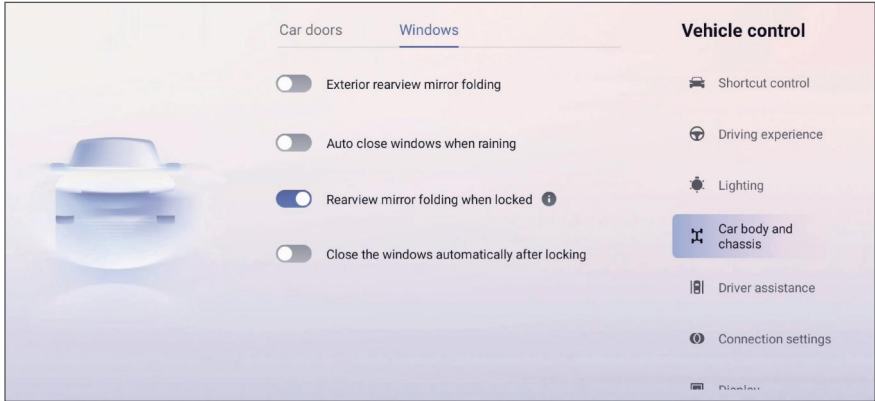 Car doors
Windows
Exterior rearview mirror folding
Auto close windows when raining
Rearview mirror folding when locked
Close the windows automatically after locking
Vehicle control
Shortcut control
Driving experience
Lighting
Car body and
chassis
Driver assistance
Connection settings
Display